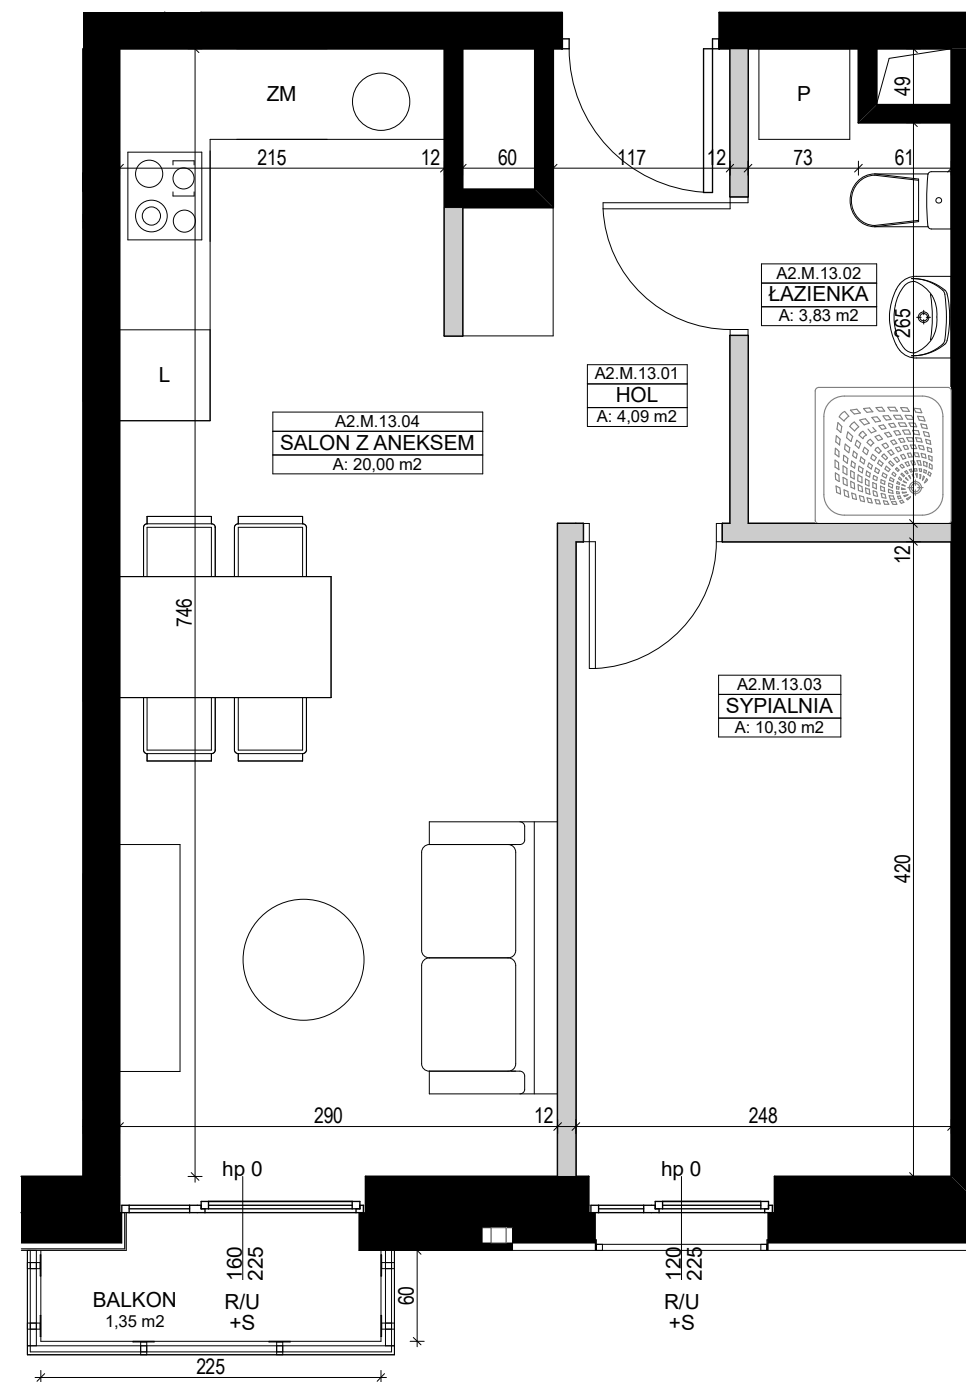 ZM
P
49
215
12
60
117
12
73
61
A2.M.13.02
ŁAZIENKA
A: 3,83 m2
265
L
A2.M.13.01
HOL
A: 4,09 m2
A2.M.13.04
SALON Z ANEKSEM
A: 20,00 m2
12
746
A2.M.13.03
SYPIALNIA
A: 10,30 m2
420
290
12
248
hp 0
hp 0
160
225
120
225
BALKON
1,35 m2
R/U
+S
60
R/U
+S
225